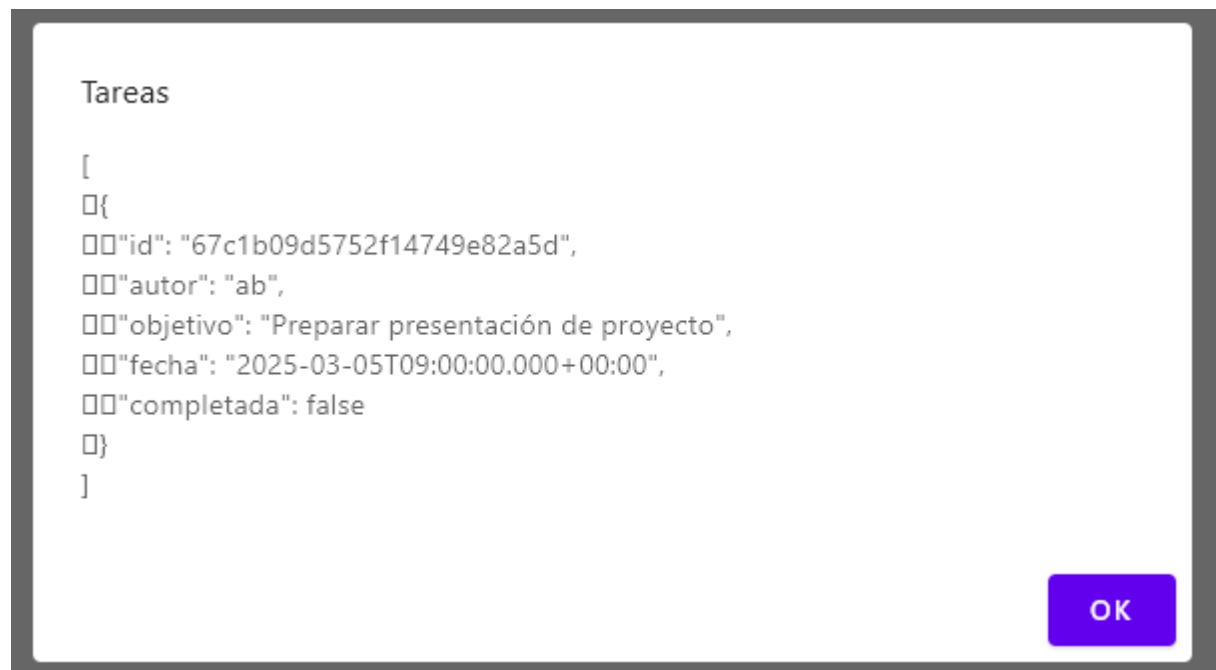 Tareas
[
□{
□□"id": "67c1b09d5752f14749e82a5d",
□□"autor": "ab",
□□"objetivo": "Preparar presentación de proyecto",
□□"fecha": "2025-03-05T09:00:00.000+00:00",
□□"completada": false
□}
]
OK